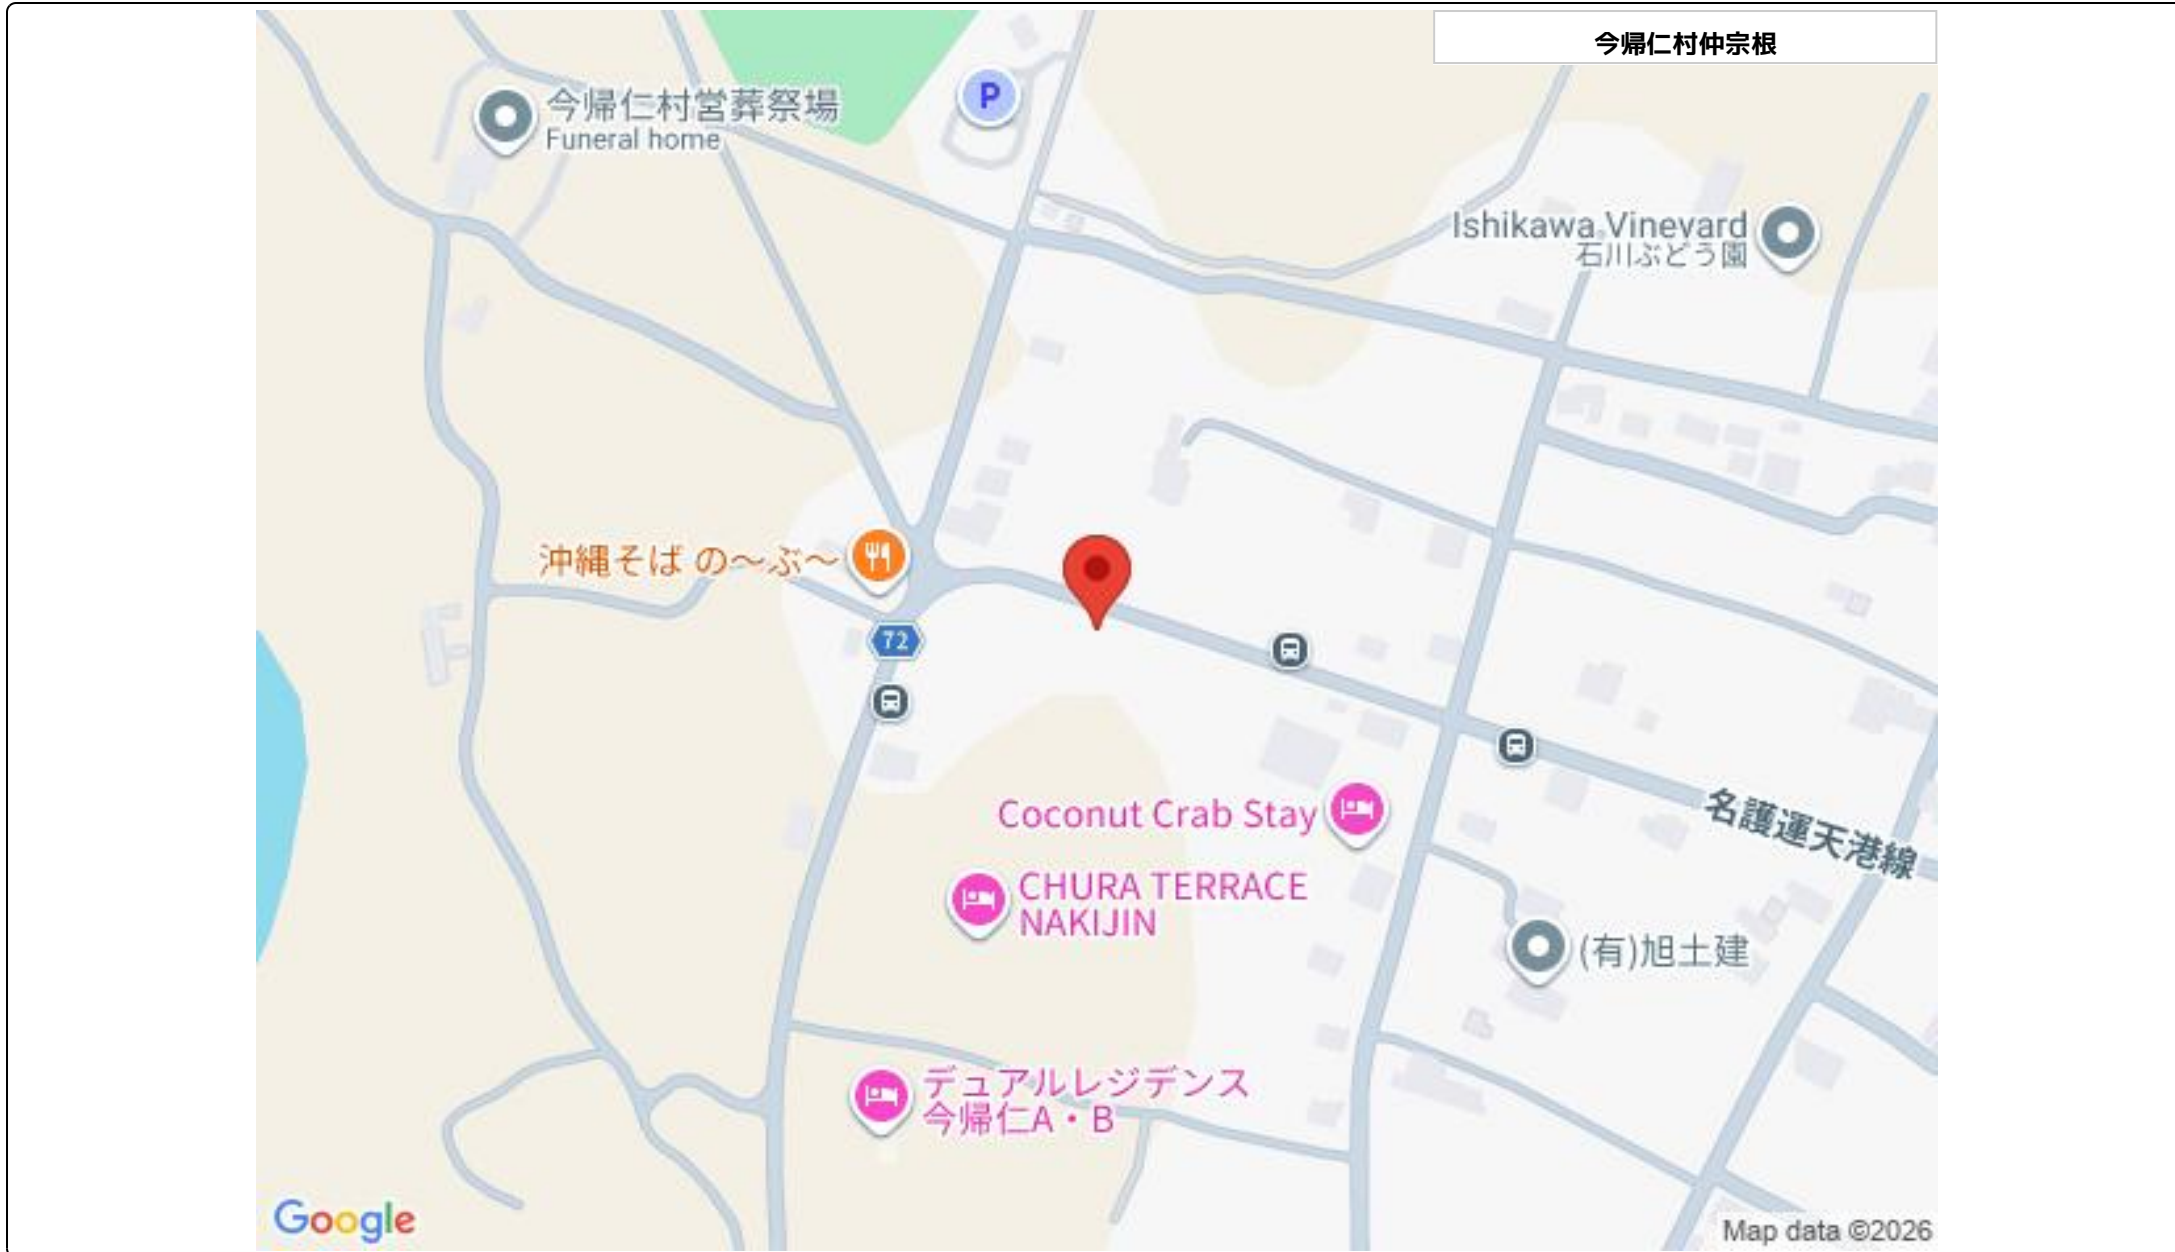 今帰仁村仲宗根
P
今帰仁村営葬祭場
Funeral home
Ishikawa Vineyard
石川ぶどう園
沖縄そば の～ぶ～
72
名護運天港線
Coconut Crab Stay
CHURA TERRACE
NAKIJIN
(有)旭土建
デュアルレジデンス
今帰仁A・B
Google
Map data ©2026